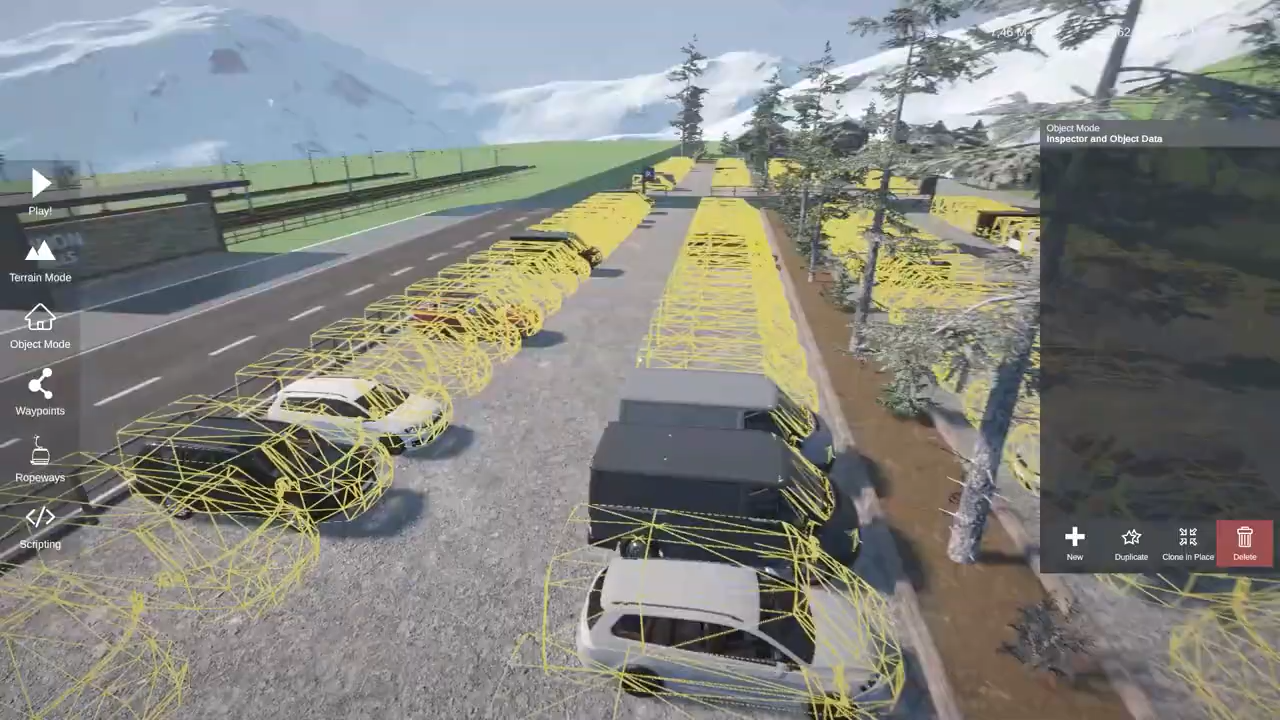 Object Mode
Inspector and Object Data
Play!
Terrain Mode
Object Mode
Waypoints
Ropeways
Scripting
New
Duplicate
Clone in Place
Delete